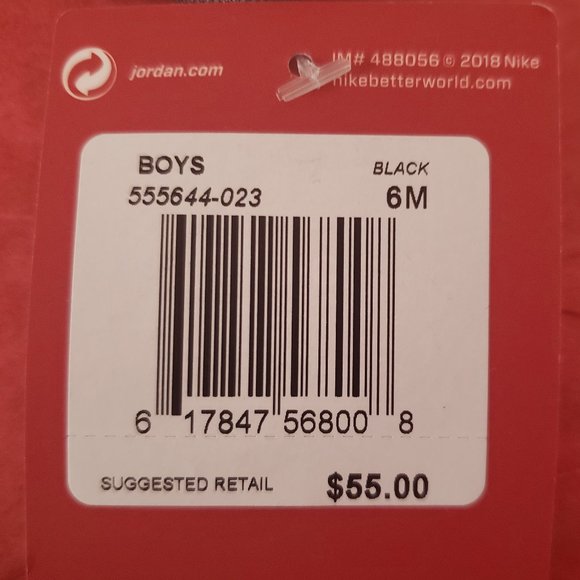 jordan.com
IM# 488056 © 2018 Nike
nikebetterworld.com
BOYS
BLACK
555644-023
6M
6 17847 56800 8
SUGGESTED RETAIL $55.00